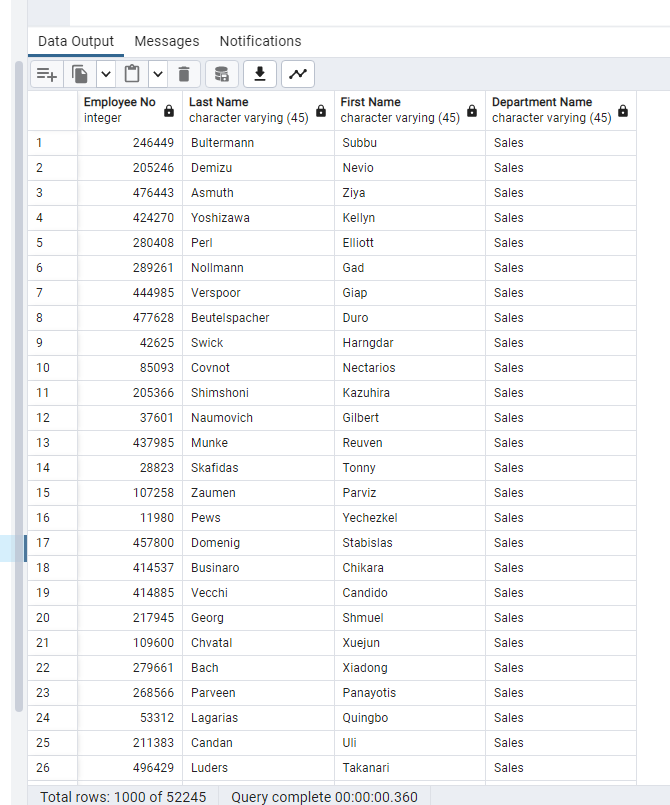 Data Output Messages Notifications
Employee No Last Name First Name Department Name
integer character varying (45) character varying (45) character varying (45)
1 246449 Bultermann Subbu Sales
2 205246 Demizu Nevio Sales
3 476443 Asmuth Ziya Sales
4 424270 Yoshizawa Kellyn Sales
5 280408 Perl Elliott Sales
6 289261 Nollmann Gad Sales
7 444985 Verspoor Giap Sales
8 477628 Beutelspacher Duro Sales
9 42625 Swick Harngdar Sales
10 85093 Covnot Nectarios Sales
11 205366 Shimshoni Kazuhira Sales
12 37601 Naumovich Gilbert Sales
13 437985 Munke Reuven Sales
14 28823 Skafidas Tonny Sales
15 107258 Zaumen Parviz Sales
16 11980 Pews Yechezkel Sales
17 457800 Domenig Stabislas Sales
18 414537 Businaro Chikara Sales
19 414885 Vecchi Candido Sales
20 217945 Georg Shmuel Sales
21 109600 Chvatal Xuejun Sales
22 279661 Bach Xiadong Sales
23 268566 Parveen Panayotis Sales
24 53312 Lagarias Quingbo Sales
25 211383 Candan Uli Sales
26 496429 Luders Takanari Sales
Total rows: 1000 of 52245 Query complete 00:00:00.360